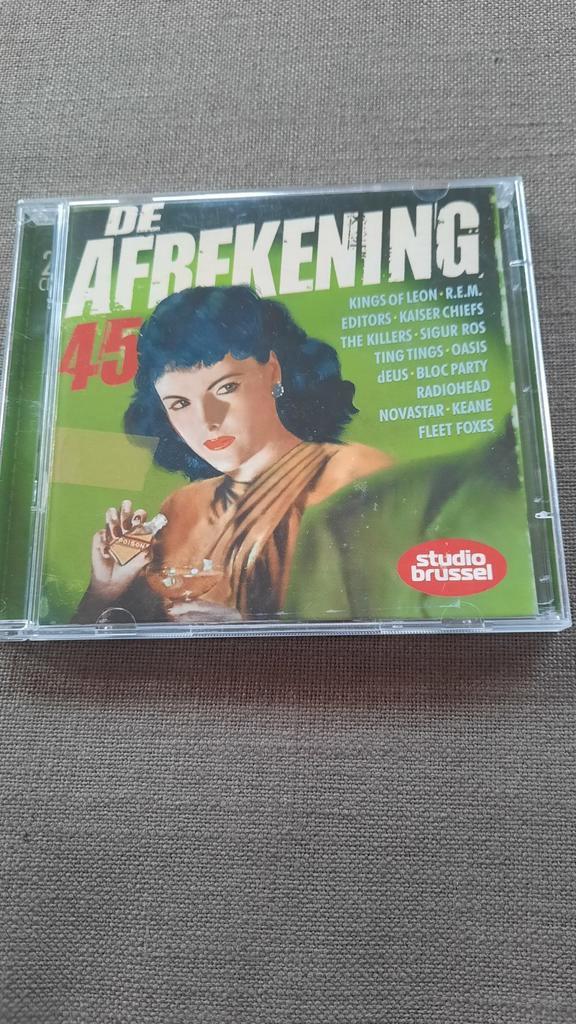 DE
AFREKENING
45
KINGS OF LEON · R.E.M.
EDITORS · KAISER CHIEFS
THE KILLERS · SIGUR ROS
TING TINGS · OASIS
dEUS · BLOC PARTY
RADIOHEAD
NOVASTAR · KEANE
FLEET FOXES
POISON
studio
brussel